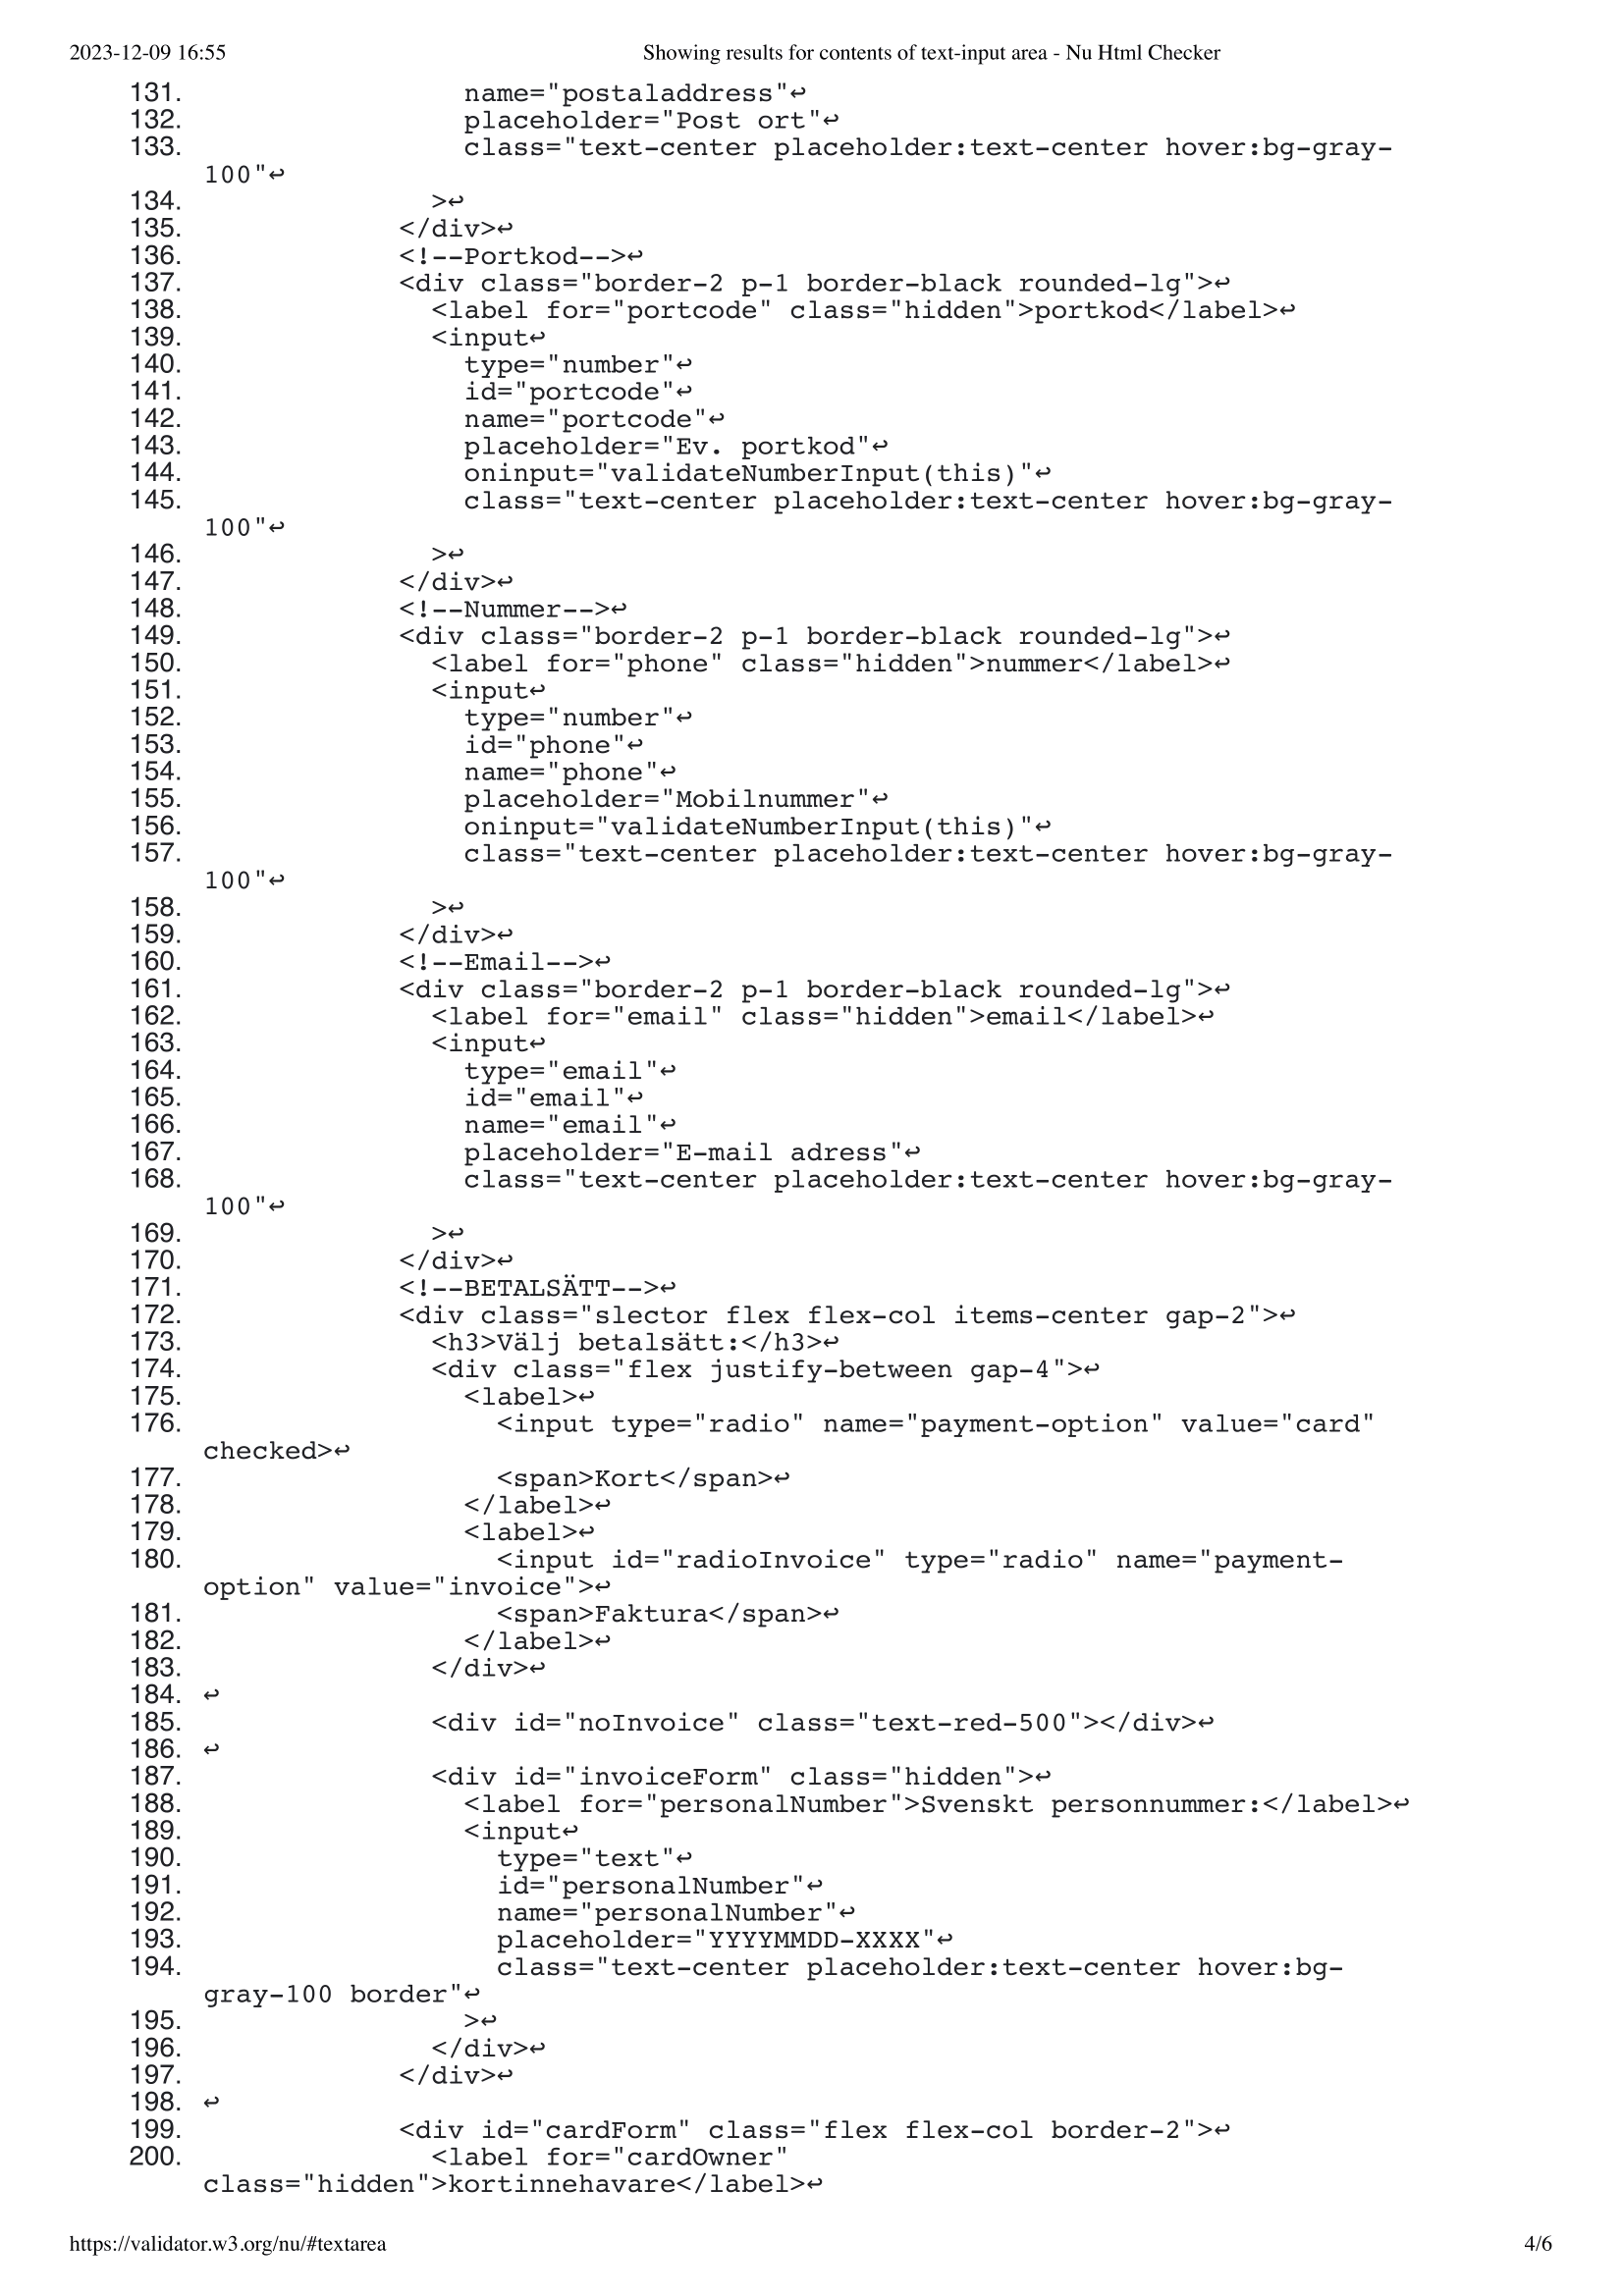 2023-12-09 16:55 Showing results for contents of text-input area - Nu Html Checker
131. name="postaladdress"↩
132. placeholder="Post ort"↩
133. class="text-center placeholder:text-center hover:bg-gray-
100"↩
134. >↩
135. </div>↩
136. <!--Portkod-->↩
137. <div class="border-2 p-1 border-black rounded-lg">↩
138. <label for="portcode" class="hidden">portkod</label>↩
139. <input↩
140. type="number"↩
141. id="portcode"↩
142. name="portcode"↩
143. placeholder="Ev. portkod"↩
144. oninput="validateNumberInput(this)"↩
145. class="text-center placeholder:text-center hover:bg-gray-
100"↩
146. >↩
147. </div>↩
148. <!--Nummer-->↩
149. <div class="border-2 p-1 border-black rounded-lg">↩
150. <label for="phone" class="hidden">nummer</label>↩
151. <input↩
152. type="number"↩
153. id="phone"↩
154. name="phone"↩
155. placeholder="Mobilnummer"↩
156. oninput="validateNumberInput(this)"↩
157. class="text-center placeholder:text-center hover:bg-gray-
100"↩
158. >↩
159. </div>↩
160. <!--Email-->↩
161. <div class="border-2 p-1 border-black rounded-lg">↩
162. <label for="email" class="hidden">email</label>↩
163. <input↩
164. type="email"↩
165. id="email"↩
166. name="email"↩
167. placeholder="E-mail adress"↩
168. class="text-center placeholder:text-center hover:bg-gray-
100"↩
169. >↩
170. </div>↩
171. <!--BETALSÄTT-->↩
172. <div class="slector flex flex-col items-center gap-2">↩
173. <h3>Välj betalsätt:</h3>↩
174. <div class="flex justify-between gap-4">↩
175. <label>↩
176. <input type="radio" name="payment-option" value="card"
checked>↩
177. <span>Kort</span>↩
178. </label>↩
179. <label>↩
180. <input id="radioInvoice" type="radio" name="payment-
option" value="invoice">↩
181. <span>Faktura</span>↩
182. </label>↩
183. </div>↩
184. ↩
185. <div id="noInvoice" class="text-red-500"></div>↩
186. ↩
187. <div id="invoiceForm" class="hidden">↩
188. <label for="personalNumber">Svenskt personnummer:</label>↩
189. <input↩
190. type="text"↩
191. id="personalNumber"↩
192. name="personalNumber"↩
193. placeholder="YYYYMMDD-XXXX"↩
194. class="text-center placeholder:text-center hover:bg-
gray-100 border"↩
195. >↩
196. </div>↩
197. </div>↩
198. ↩
199. <div id="cardForm" class="flex flex-col border-2">↩
200. <label for="cardOwner"
class="hidden">kortinnehavare</label>↩
https://validator.w3.org/nu/#textarea 4/6